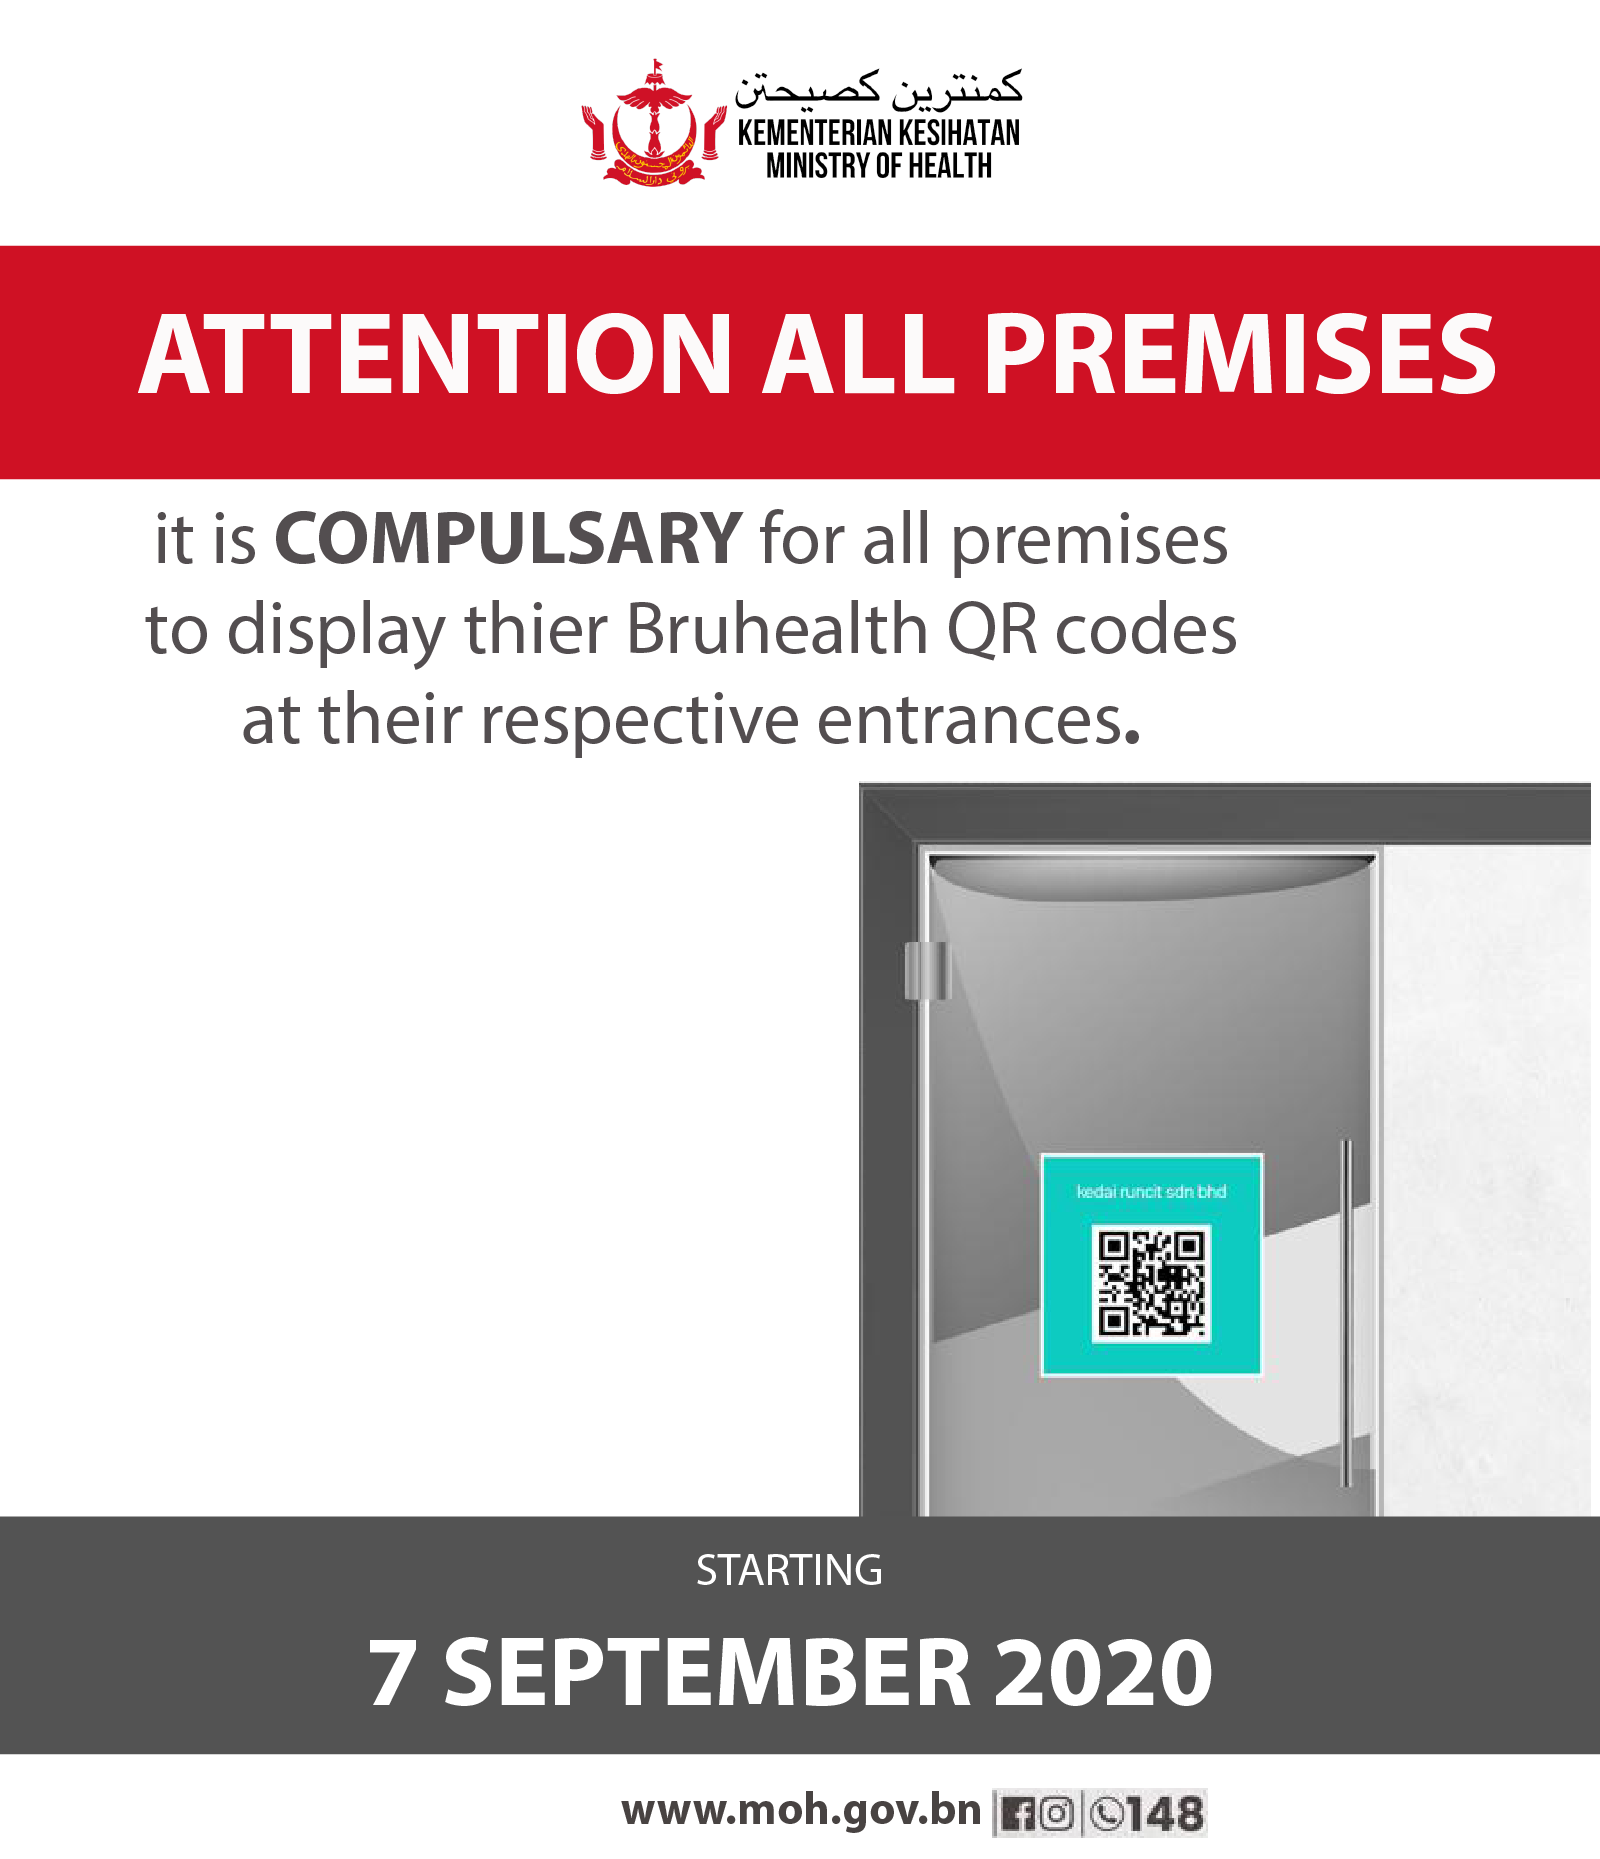 كمنترين كصيحتن
KEMENTERIAN KESIHATAN
MINISTRY OF HEALTH
ATTENTION ALL PREMISES
it is COMPULSARY for all premises
to display thier Bruhealth QR codes
at their respective entrances.
kedai runcit sdn bhd
STARTING
7 SEPTEMBER 2020
www.moh.gov.bn
148